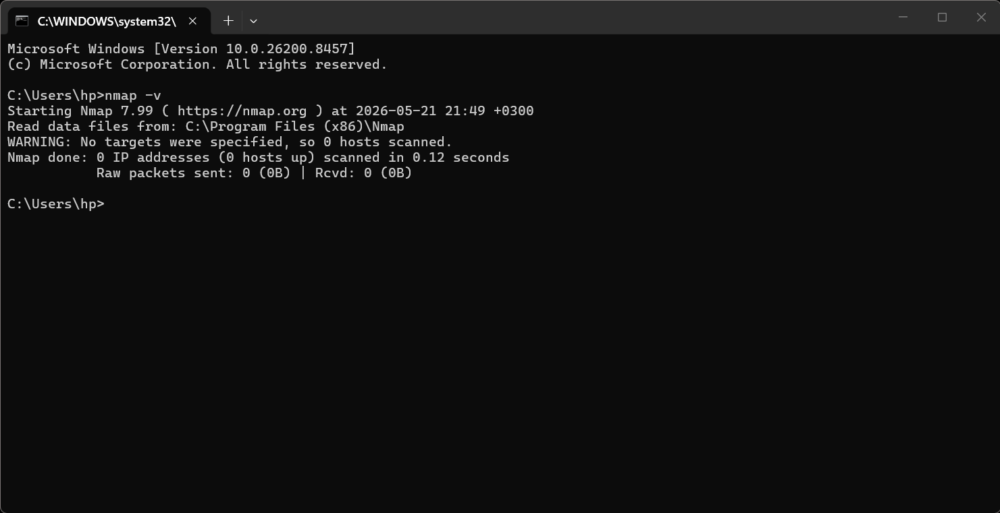 C:\WINDOWS\system32\
Microsoft Windows [Version 10.0.26200.8457]
(c) Microsoft Corporation. All rights reserved.
C:\Users\hp>nmap -v
Starting Nmap 7.99 ( https://nmap.org ) at 2026-05-21 21:49 +0300
Read data files from: C:\Program Files (x86)\Nmap
WARNING: No targets were specified, so 0 hosts scanned.
Nmap done: 0 IP addresses (0 hosts up) scanned in 0.12 seconds
Raw packets sent: 0 (0B) | Rcvd: 0 (0B)
C:\Users\hp>